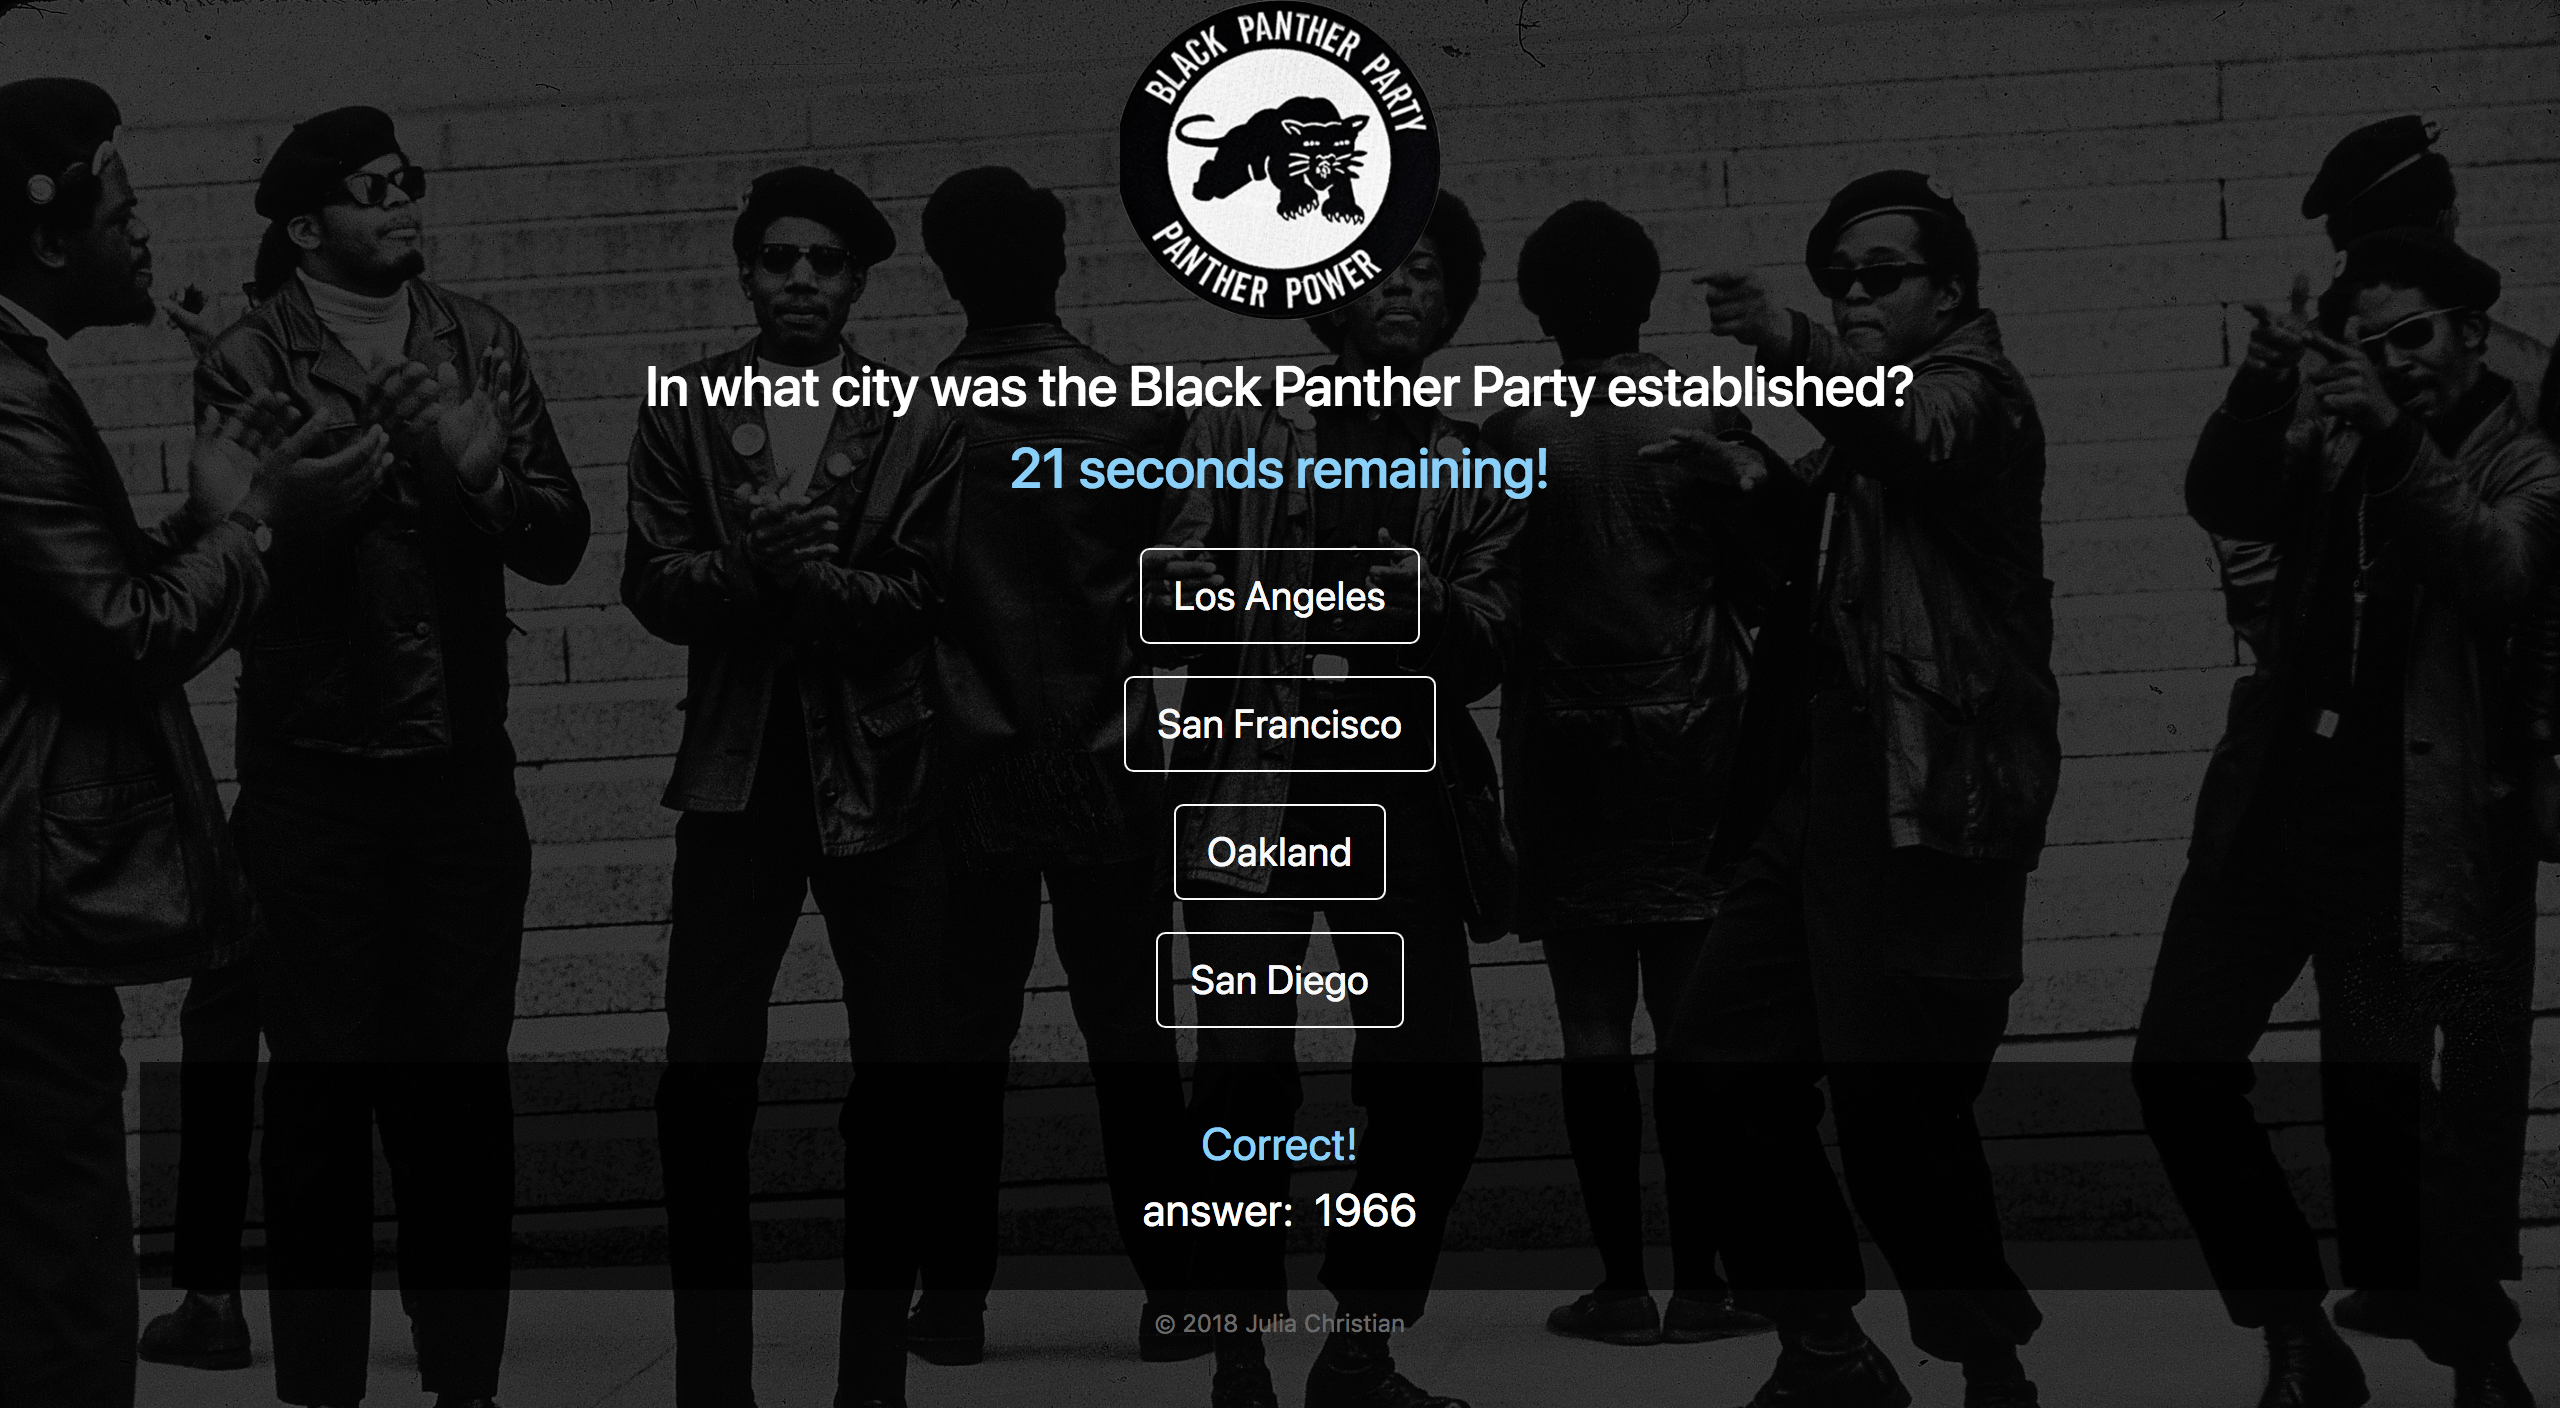 BLACK PANTHER PARTY
PANTHER POWER
In what city was the Black Panther Party established?
21 seconds remaining!
Los Angeles
San Francisco
Oakland
San Diego
Correct!
answer: 1966
© 2018 Julia Christian